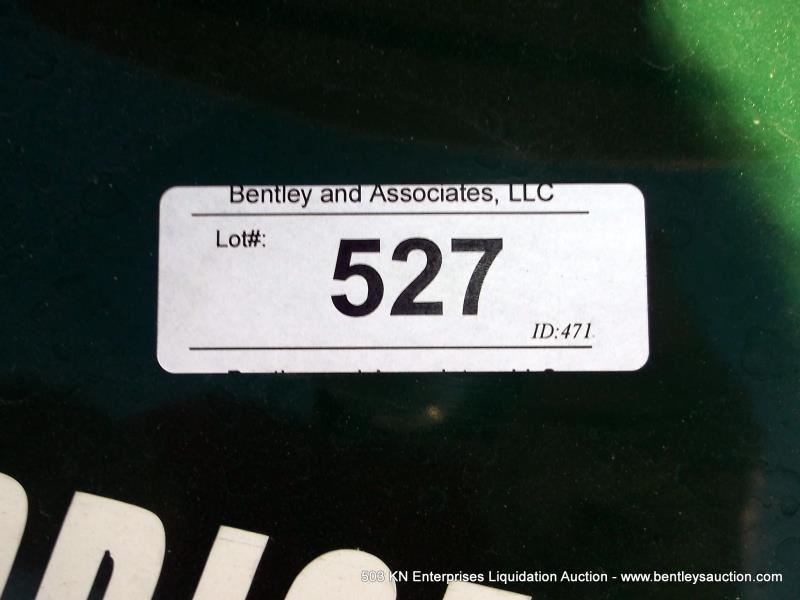 Bentley and Associates, LLC
Lot#:
527
ID:471
503 KN Enterprises Liquidation Auction - www.bentleysauction.com